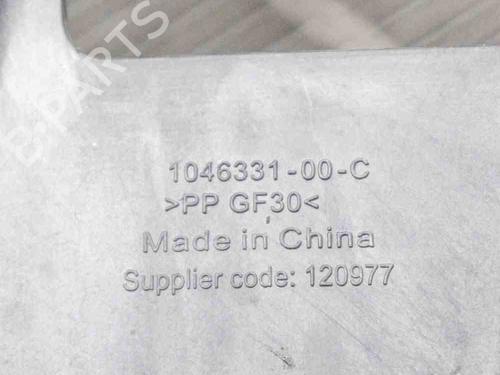 B-PARTS
1046331-00-C
>PP GF30<
Made in China
Supplier code: 120977